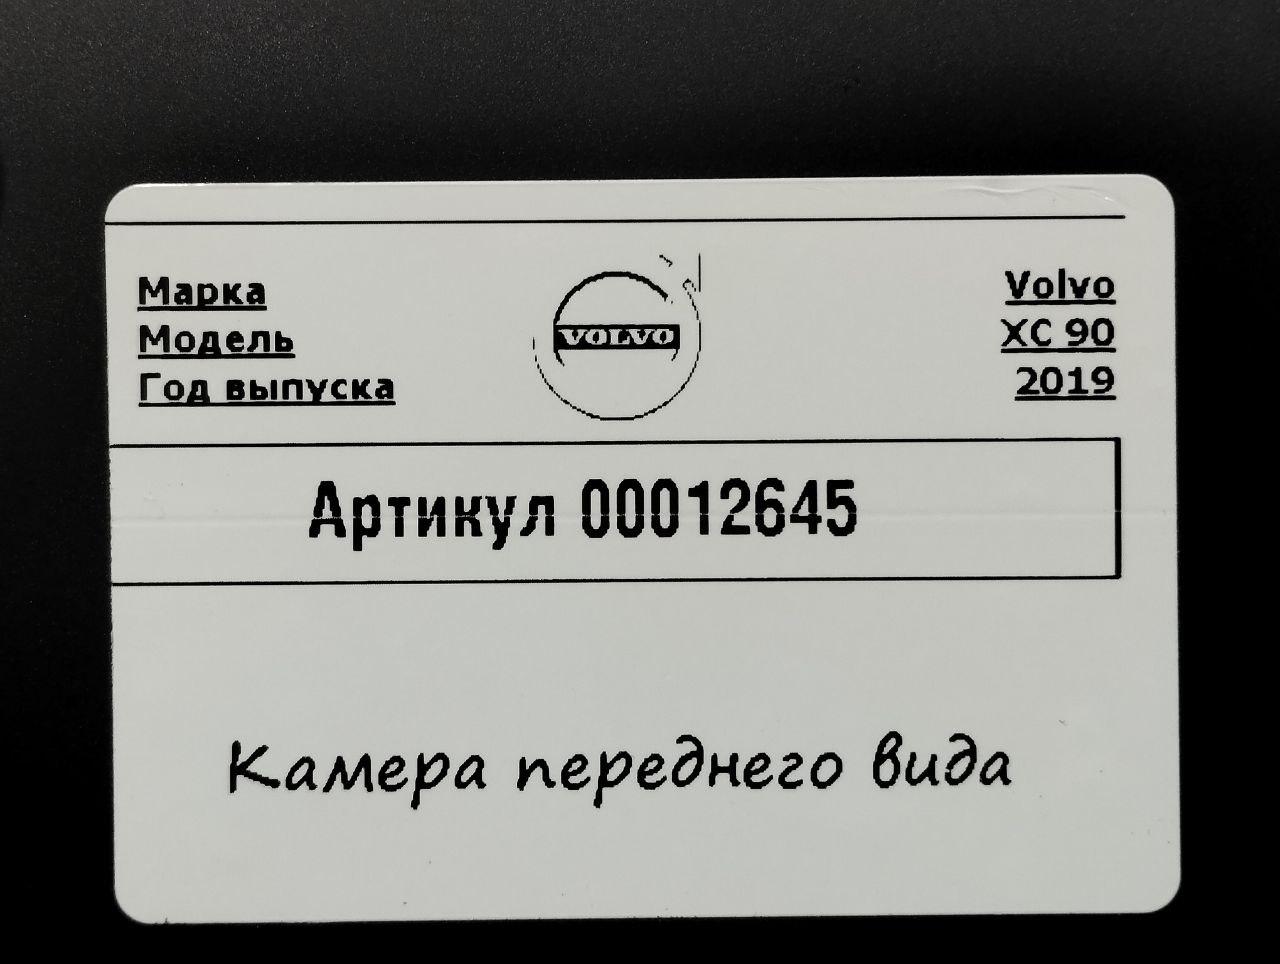 Марка Volvo
Модель XC 90
Год выпуска 2019
VOLVO
Артикул 00012645
Камера переднего вида